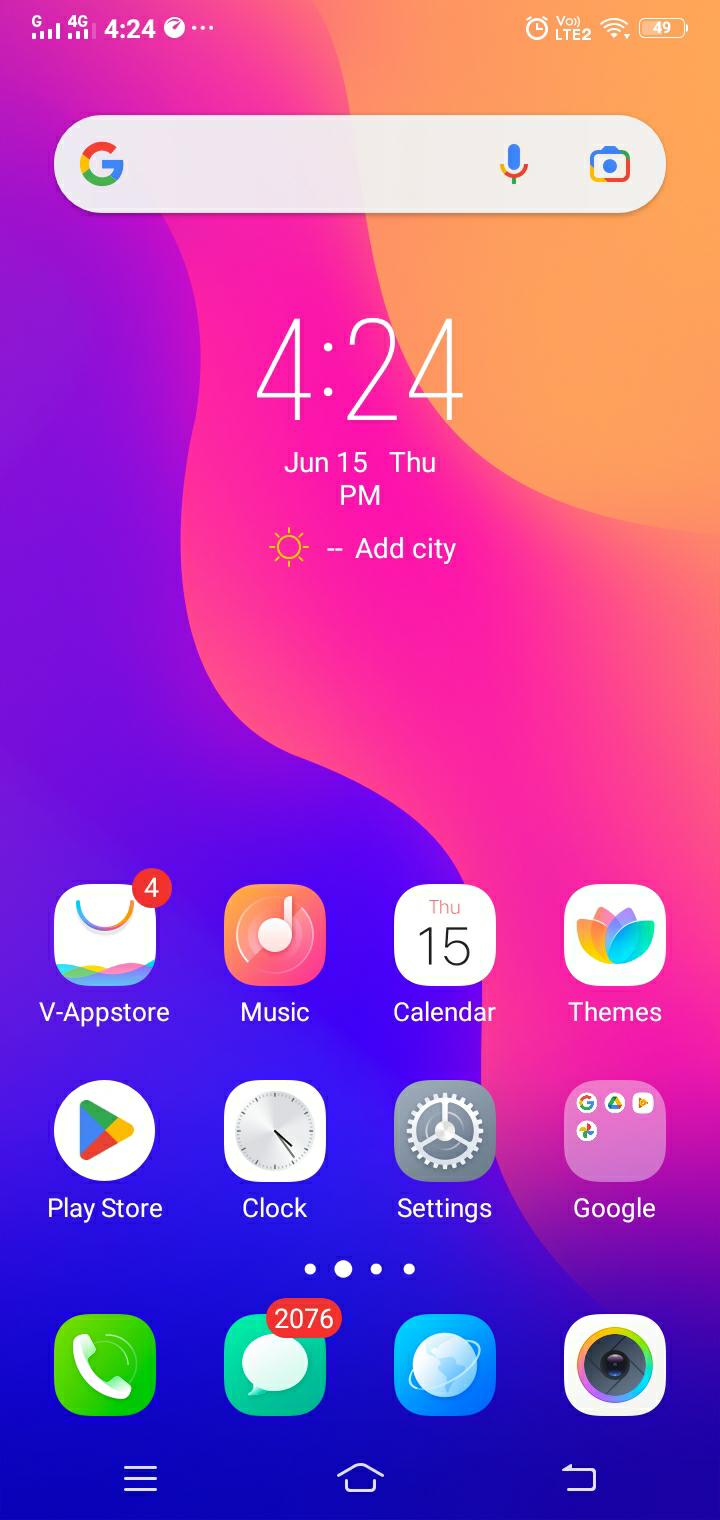 G 4G 4:24 ... Vo)) LTE2 49
4:24
Jun 15 Thu
PM
-- Add city
4
Thu
15
V-Appstore Music Calendar Themes
Play Store Clock Settings Google
2076